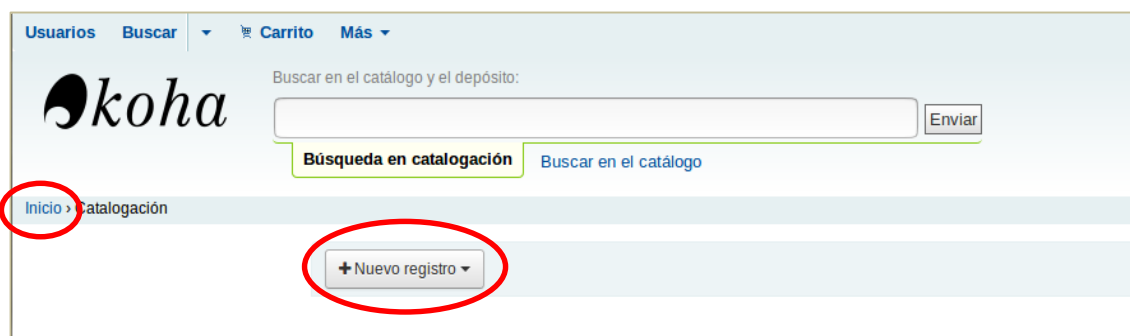 Usuarios Buscar Carrito Más
Buscar en el catálogo y el depósito:
koha
Enviar
Búsqueda en catalogación Buscar en el catálogo
Inicio › Catalogación
+ Nuevo registro